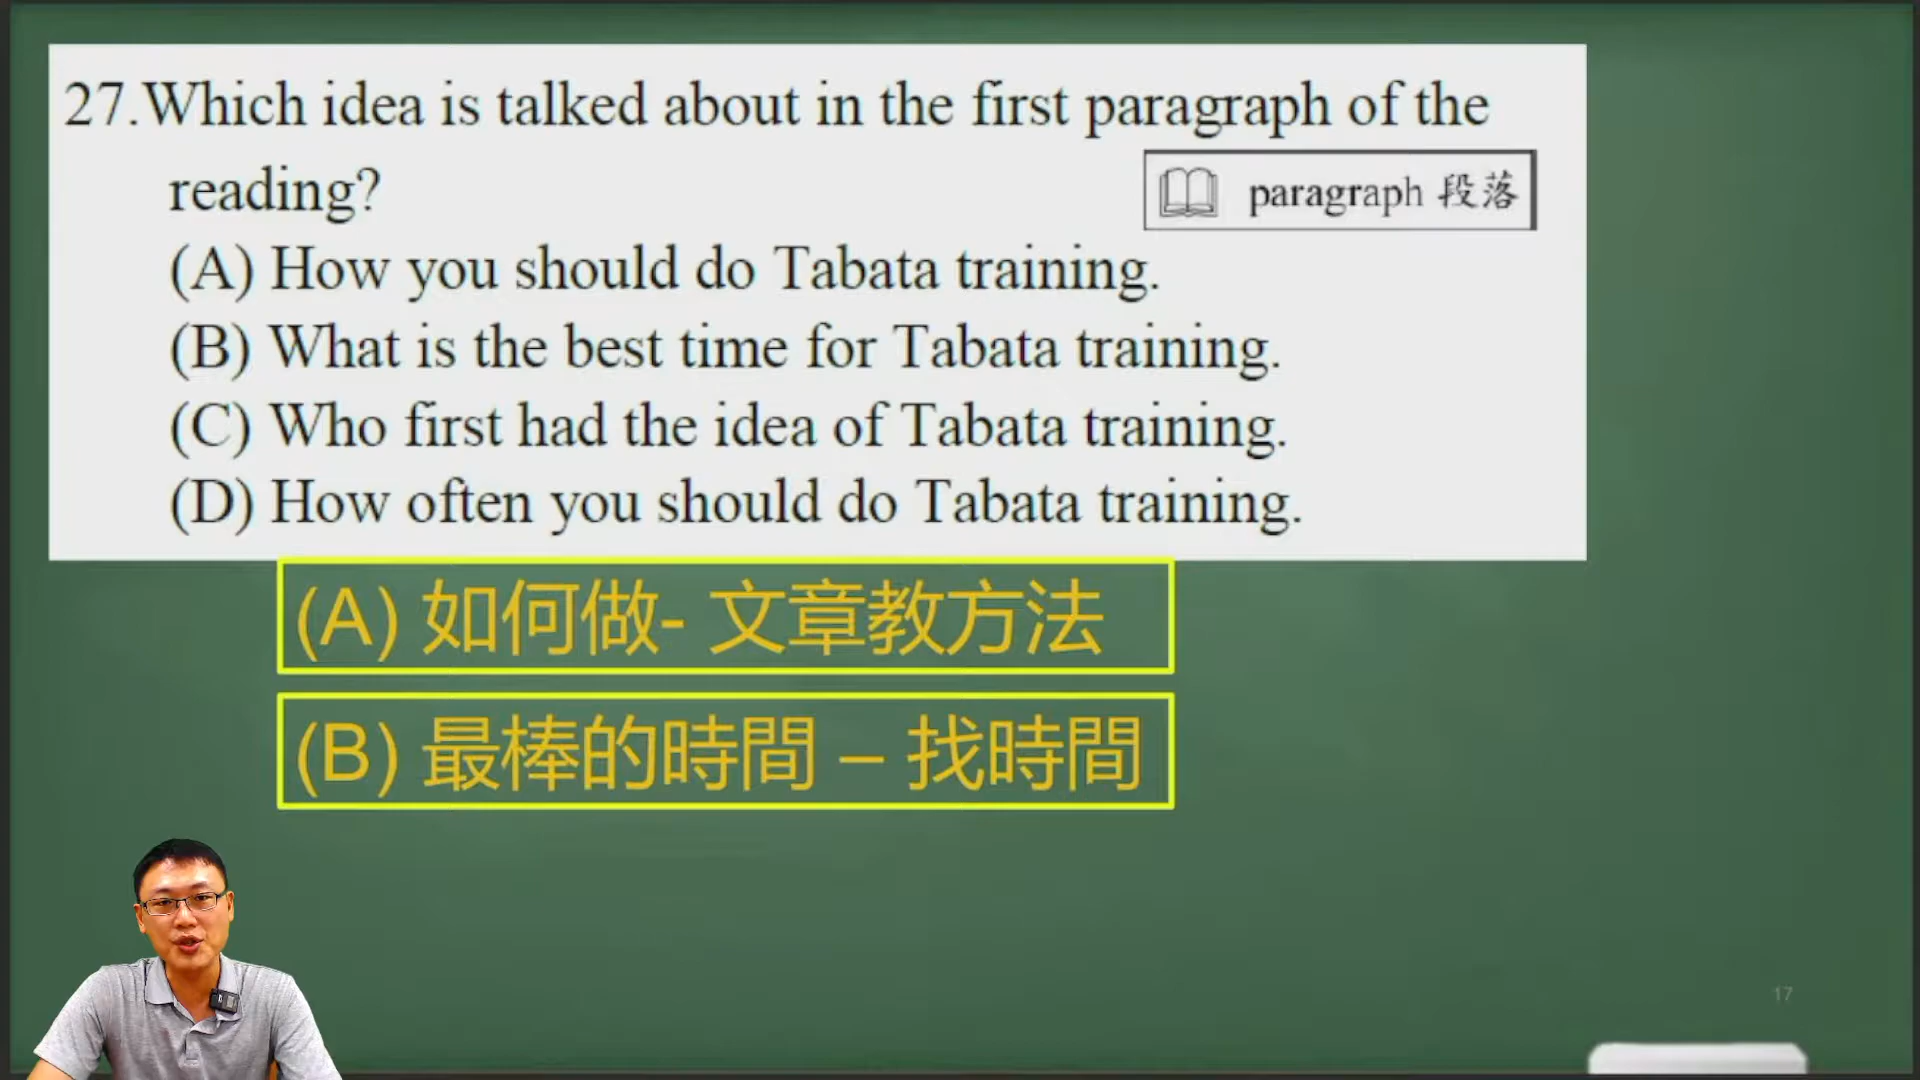 27.Which idea is talked about in the first paragraph of the
reading?
paragraph 段落
(A) How you should do Tabata training.
(B) What is the best time for Tabata training.
(C) Who first had the idea of Tabata training.
(D) How often you should do Tabata training.
(A) 如何做- 文章教方法
(B) 最棒的時間 – 找時間
17